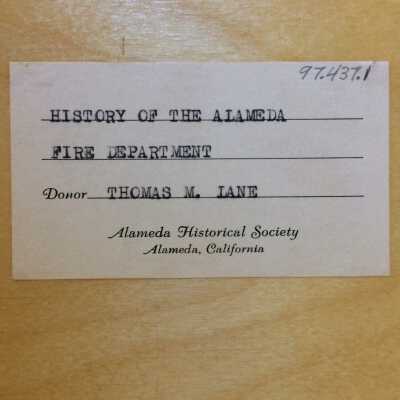 97.437.1
HISTORY OF THE ALAMEDA
FIRE DEPARTMENT
Donor THOMAS M. LANE
Alameda Historical Society
Alameda, California